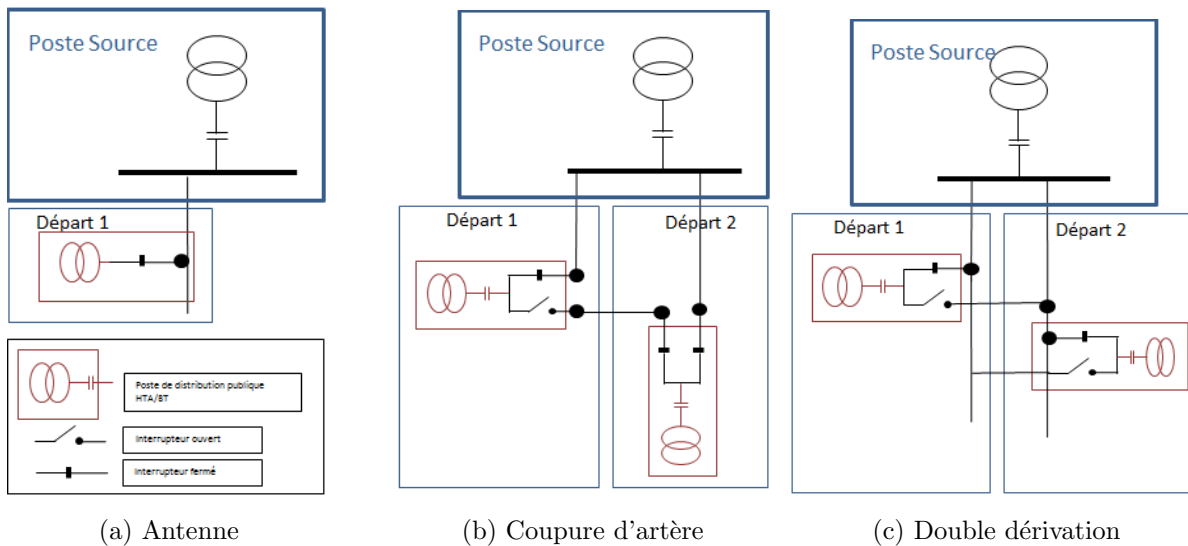 Poste Source
Départ 1
Poste de distribution publique
HTA/BT
Interrupteur ouvert
Interrupteur fermé
(a) Antenne
Poste Source
Départ 1
Départ 2
(b) Coupure d'artère
Poste Source
Départ 1
Départ 2
(c) Double dérivation